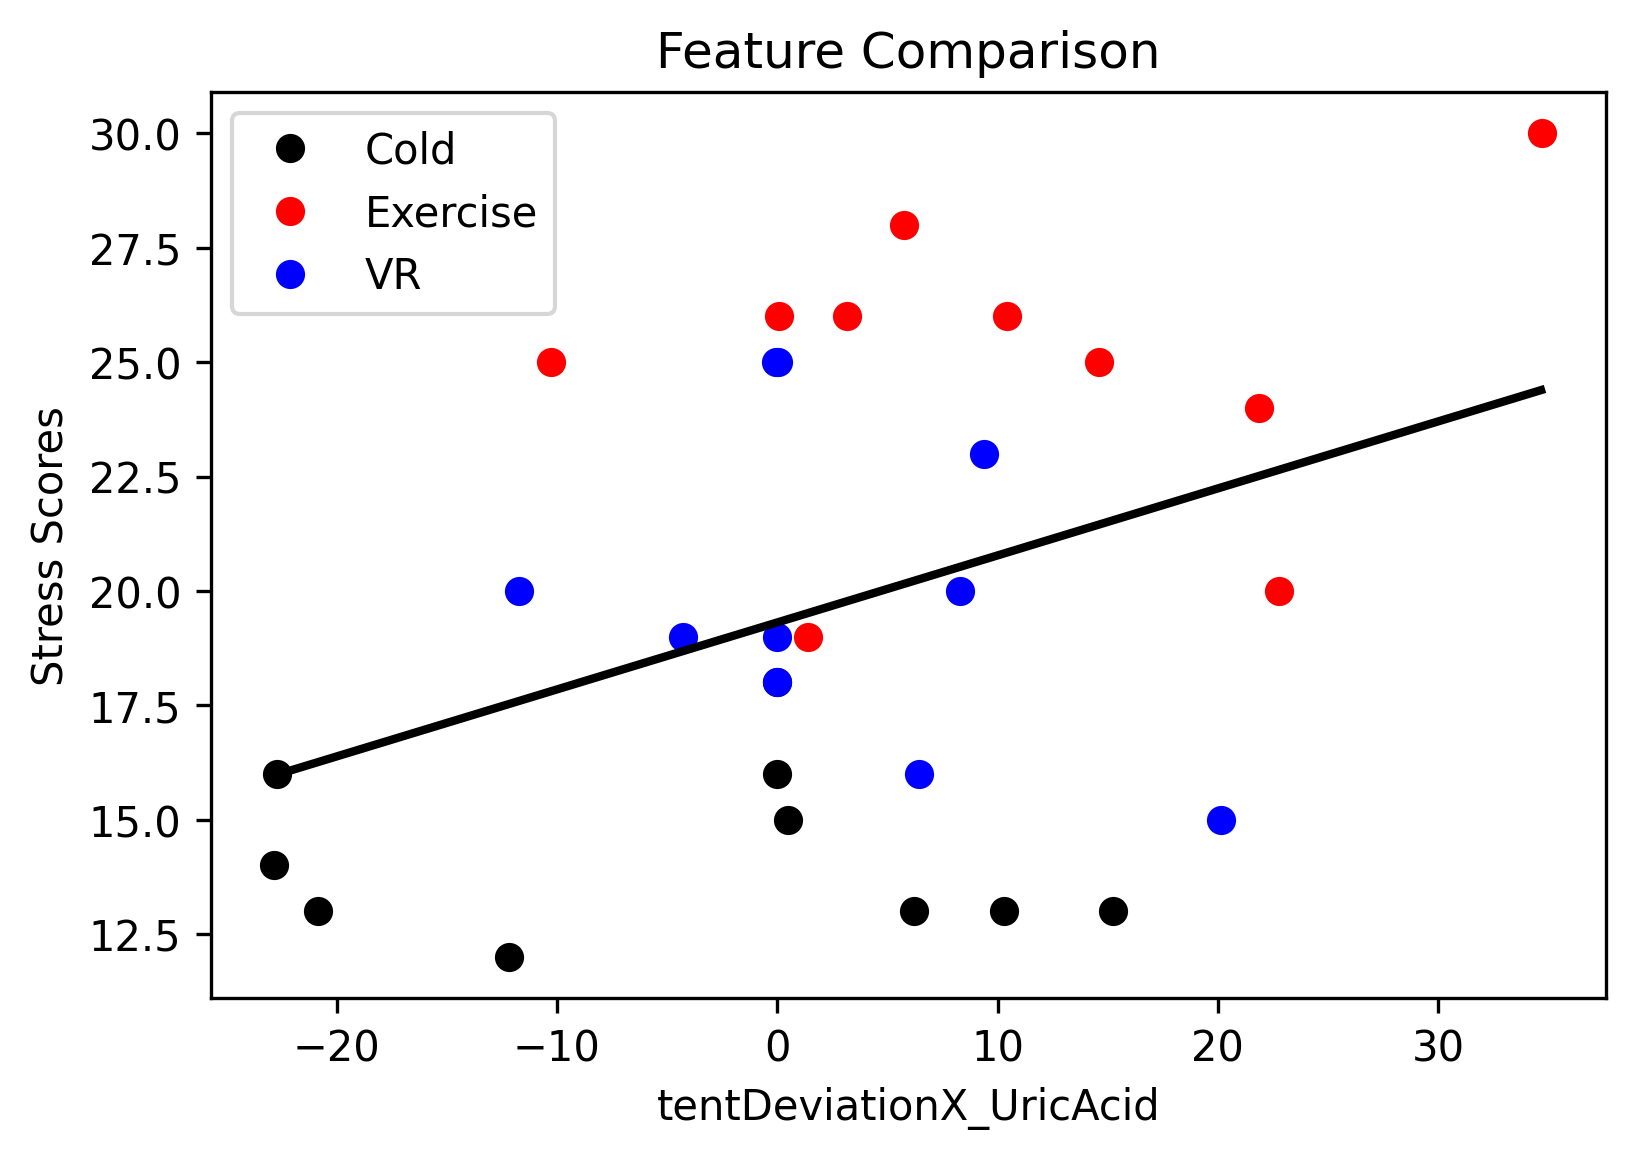 Feature Comparison
Cold
Exercise
VR
30.0
27.5
25.0
22.5
20.0
17.5
15.0
12.5
Stress Scores
−20
−10
0
10
20
30
tentDeviationX_UricAcid